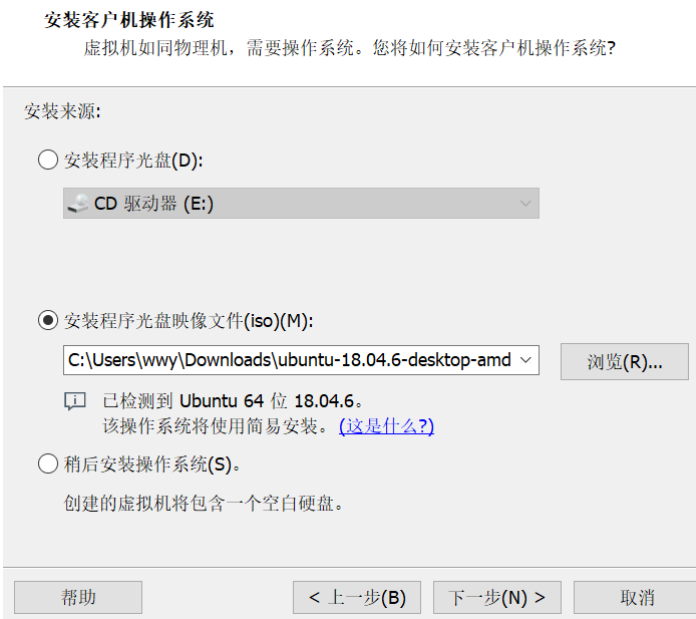 安装客户机操作系统
虚拟机如同物理机，需要操作系统。您将如何安装客户机操作系统?
安装来源:
安装程序光盘(D):
CD 驱动器 (E:)
安装程序光盘映像文件(iso)(M):
C:\Users\wwy\Downloads\ubuntu-18.04.6-desktop-amd
浏览(R)...
已检测到 Ubuntu 64 位 18.04.6。
该操作系统将使用简易安装。(这是什么?)
稍后安装操作系统(S)。
创建的虚拟机将包含一个空白硬盘。
帮助
< 上一步(B)
下一步(N) >
取消